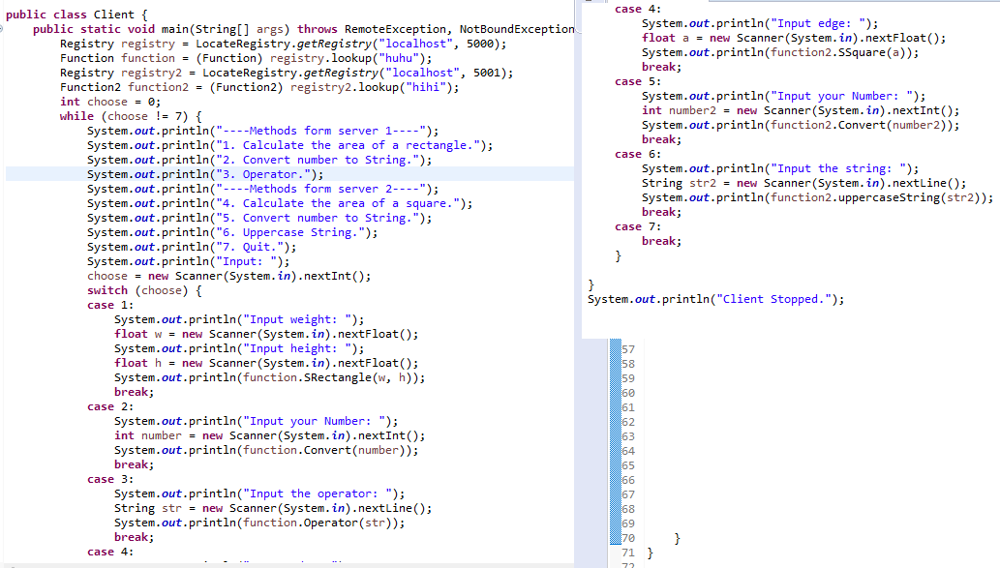 public class Client {
    public static void main(String[] args) throws RemoteException, NotBoundException
        Registry registry = LocateRegistry.getRegistry("localhost", 5000);
        Function function = (Function) registry.lookup("huhu");
        Registry registry2 = LocateRegistry.getRegistry("localhost", 5001);
        Function2 function2 = (Function2) registry2.lookup("hihi");
        int choose = 0;
        while (choose != 7) {
            System.out.println("----Methods form server 1----");
            System.out.println("1. Calculate the area of a rectangle.");
            System.out.println("2. Convert number to String.");
            System.out.println("3. Operator.");
            System.out.println("----Methods form server 2----");
            System.out.println("4. Calculate the area of a square.");
            System.out.println("5. Convert number to String.");
            System.out.println("6. Uppercase String.");
            System.out.println("7. Quit.");
            System.out.println("Input: ");
            choose = new Scanner(System.in).nextInt();
            switch (choose) {
            case 1:
                System.out.println("Input weight: ");
                float w = new Scanner(System.in).nextFloat();
                System.out.println("Input height: ");
                float h = new Scanner(System.in).nextFloat();
                System.out.println(function.SRectangle(w, h));
                break;
            case 2:
                System.out.println("Input your Number: ");
                int number = new Scanner(System.in).nextInt();
                System.out.println(function.Convert(number));
                break;
            case 3:
                System.out.println("Input the operator: ");
                String str = new Scanner(System.in).nextLine();
                System.out.println(function.Operator(str));
                break;
            case 4:
            case 4:
                System.out.println("Input edge: ");
                float a = new Scanner(System.in).nextFloat();
                System.out.println(function2.SSquare(a));
                break;
            case 5:
                System.out.println("Input your Number: ");
                int number2 = new Scanner(System.in).nextInt();
                System.out.println(function2.Convert(number2));
                break;
            case 6:
                System.out.println("Input the string: ");
                String str2 = new Scanner(System.in).nextLine();
                System.out.println(function2.uppercaseString(str2));
                break;
            case 7:
                break;
            }
        }
        System.out.println("Client Stopped.");
57
58
59
60
61
62
63
64
65
66
67
68
69
70    }
71 }
72